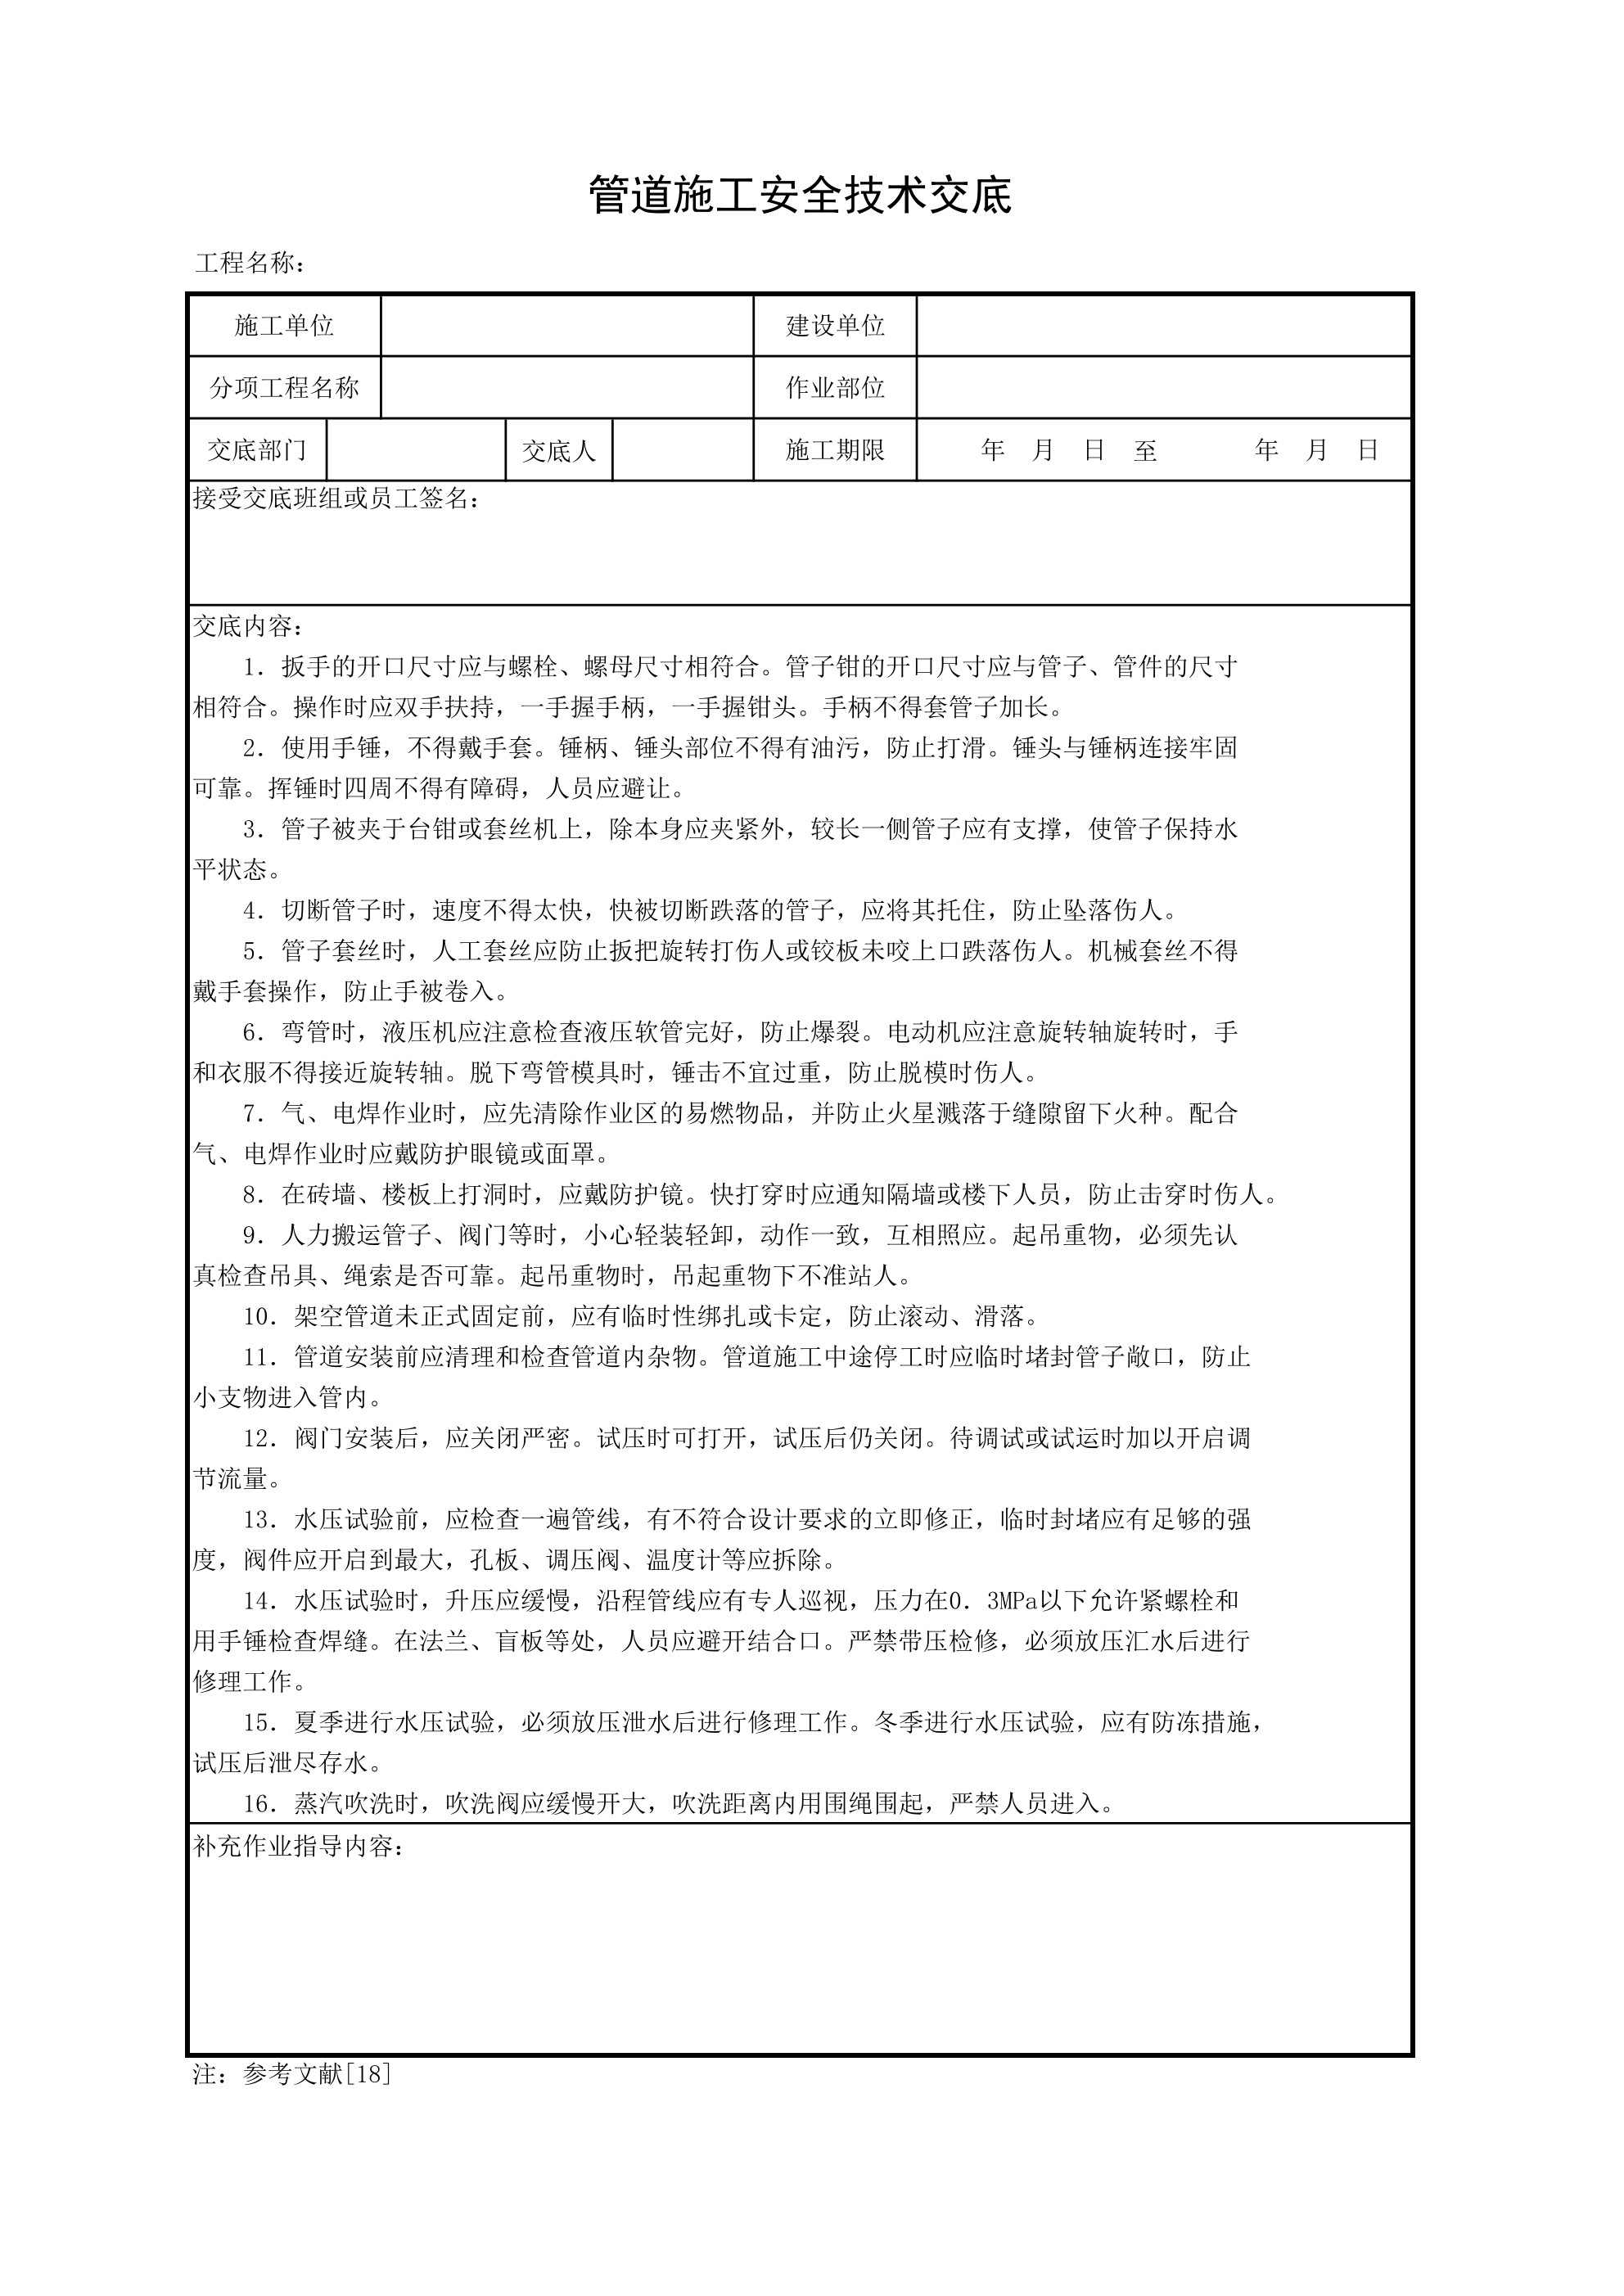 管道施工安全技术交底
工程名称：
施工单位 建设单位
分项工程名称 作业部位
交底部门 交底人 施工期限 年 月 日 至 年 月 日
接受交底班组或员工签名：
交底内容：
1．扳手的开口尺寸应与螺栓、螺母尺寸相符合。管子钳的开口尺寸应与管子、管件的尺寸
相符合。操作时应双手扶持，一手握手柄，一手握钳头。手柄不得套管子加长。
2．使用手锤，不得戴手套。锤柄、锤头部位不得有油污，防止打滑。锤头与锤柄连接牢固
可靠。挥锤时四周不得有障碍，人员应避让。
3．管子被夹于台钳或套丝机上，除本身应夹紧外，较长一侧管子应有支撑，使管子保持水
平状态。
4．切断管子时，速度不得太快，快被切断跌落的管子，应将其托住，防止坠落伤人。
5．管子套丝时，人工套丝应防止扳把旋转打伤人或铰板未咬上口跌落伤人。机械套丝不得
戴手套操作，防止手被卷入。
6．弯管时，液压机应注意检查液压软管完好，防止爆裂。电动机应注意旋转轴旋转时，手
和衣服不得接近旋转轴。脱下弯管模具时，锤击不宜过重，防止脱模时伤人。
7．气、电焊作业时，应先清除作业区的易燃物品，并防止火星溅落于缝隙留下火种。配合
气、电焊作业时应戴防护眼镜或面罩。
8．在砖墙、楼板上打洞时，应戴防护镜。快打穿时应通知隔墙或楼下人员，防止击穿时伤人。
9．人力搬运管子、阀门等时，小心轻装轻卸，动作一致，互相照应。起吊重物，必须先认
真检查吊具、绳索是否可靠。起吊重物时，吊起重物下不准站人。
10．架空管道未正式固定前，应有临时性绑扎或卡定，防止滚动、滑落。
11．管道安装前应清理和检查管道内杂物。管道施工中途停工时应临时堵封管子敞口，防止
小支物进入管内。
12．阀门安装后，应关闭严密。试压时可打开，试压后仍关闭。待调试或试运时加以开启调
节流量。
13．水压试验前，应检查一遍管线，有不符合设计要求的立即修正，临时封堵应有足够的强
度，阀件应开启到最大，孔板、调压阀、温度计等应拆除。
14．水压试验时，升压应缓慢，沿程管线应有专人巡视，压力在0．3MPa以下允许紧螺栓和
用手锤检查焊缝。在法兰、盲板等处，人员应避开结合口。严禁带压检修，必须放压汇水后进行
修理工作。
15．夏季进行水压试验，必须放压泄水后进行修理工作。冬季进行水压试验，应有防冻措施，
试压后泄尽存水。
16．蒸汽吹洗时，吹洗阀应缓慢开大，吹洗距离内用围绳围起，严禁人员进入。
补充作业指导内容：
注：参考文献[18]